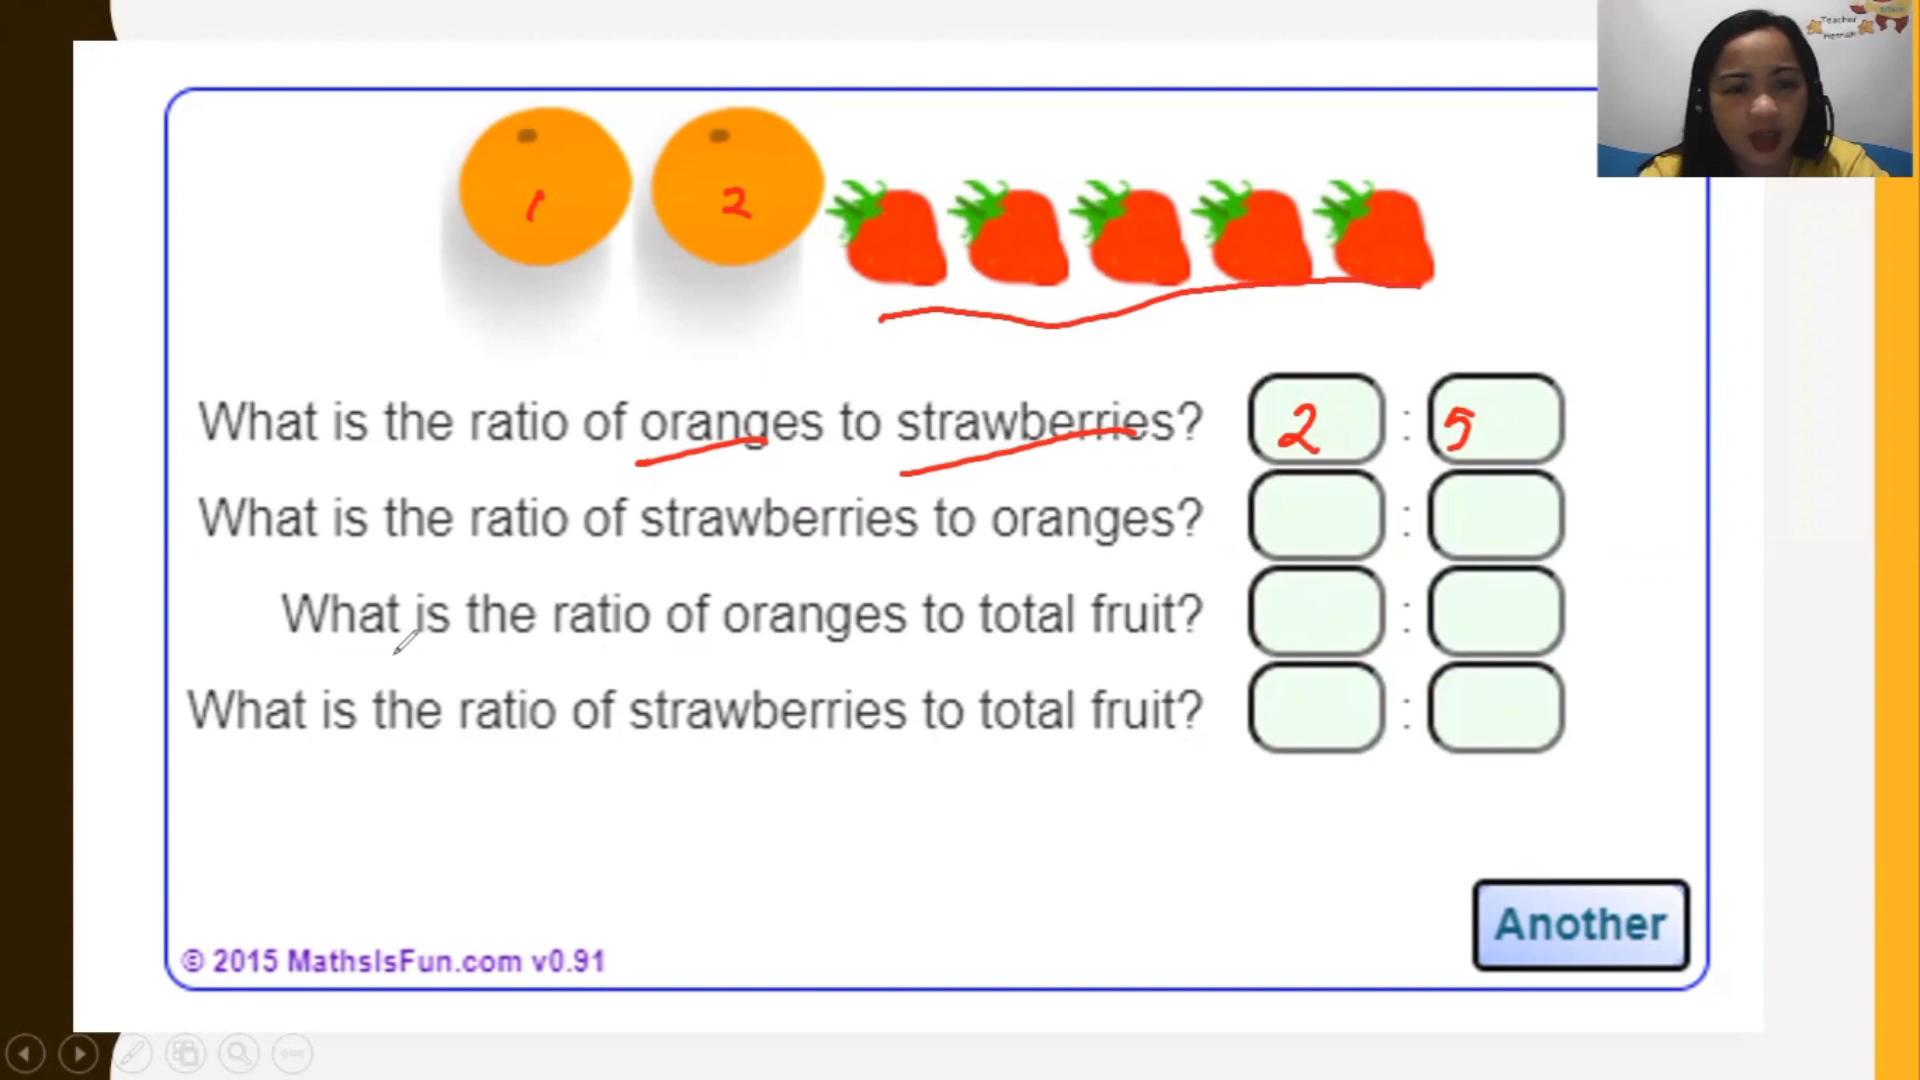 Teacher
Hannah
1 2
What is the ratio of oranges to strawberries? 2 : 5
What is the ratio of strawberries to oranges? :
What is the ratio of oranges to total fruit? :
What is the ratio of strawberries to total fruit? :
Another
© 2015 MathsIsFun.com v0.91